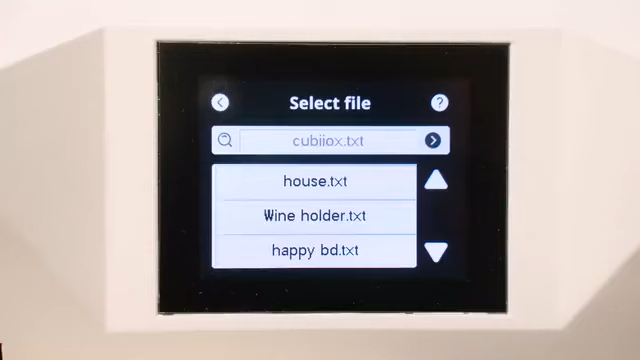 Select file
?
cubiiox.txt
house.txt
Wine holder.txt
happy bd.txt